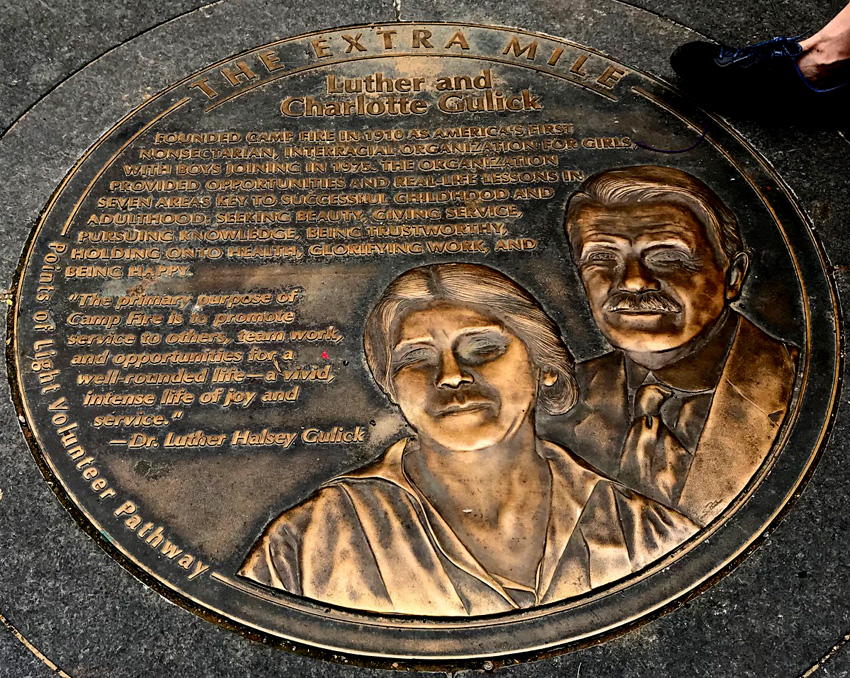 THE EXTRA MILE
Luther and
Charlotte Gulick
FOUNDED CAMP FIRE IN 1910 AS AMERICA'S FIRST
NONSECTARIAN, INTERRACIAL ORGANIZATION FOR GIRLS,
WITH BOYS JOINING IN 1975. THE ORGANIZATION
PROVIDED OPPORTUNITIES AND REAL-LIFE LESSONS IN
SEVEN AREAS KEY TO SUCCESSFUL CHILDHOOD AND
ADULTHOOD: SEEKING BEAUTY, GIVING SERVICE,
PURSUING KNOWLEDGE, BEING TRUSTWORTHY,
HOLDING ONTO HEALTH, GLORIFYING WORK, AND
BEING HAPPY.
"The primary purpose of
Camp Fire is to promote
service to others, team work,
and opportunities for a
well-rounded life—a vivid,
intense life of joy and
service."
—Dr. Luther Halsey Gulick
Points of Light Volunteer Pathway